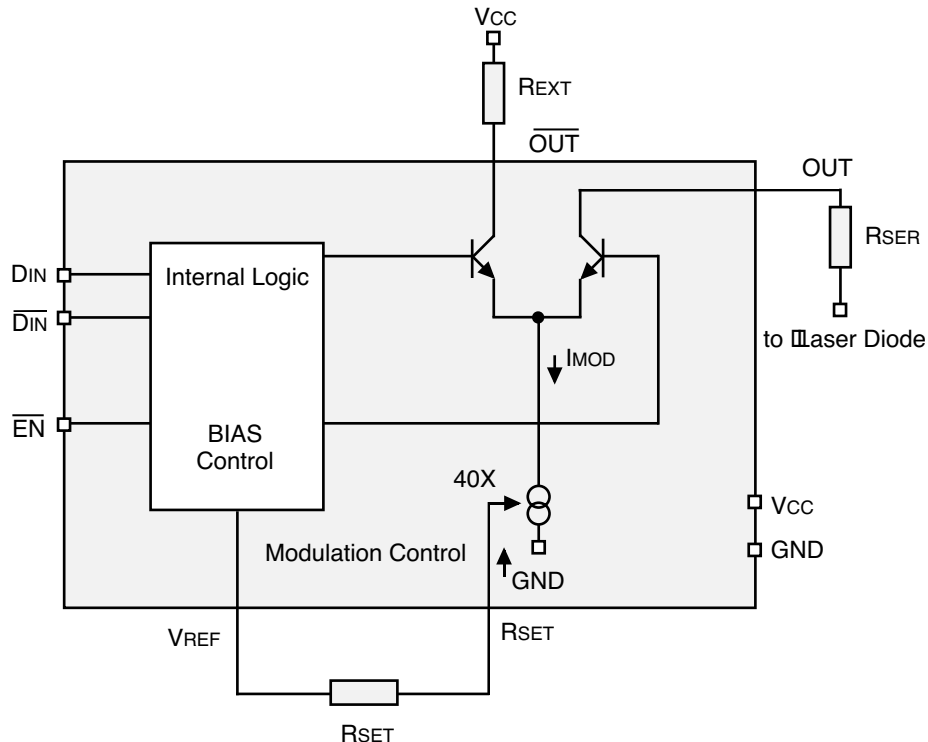 VCC
REXT
OUT
OUT
RSER
DIN
Internal Logic
DIN
to Laser Diode
IMOD
EN
BIAS
Control
40X
VCC
Modulation Control
GND
GND
VREF
RSET
RSET